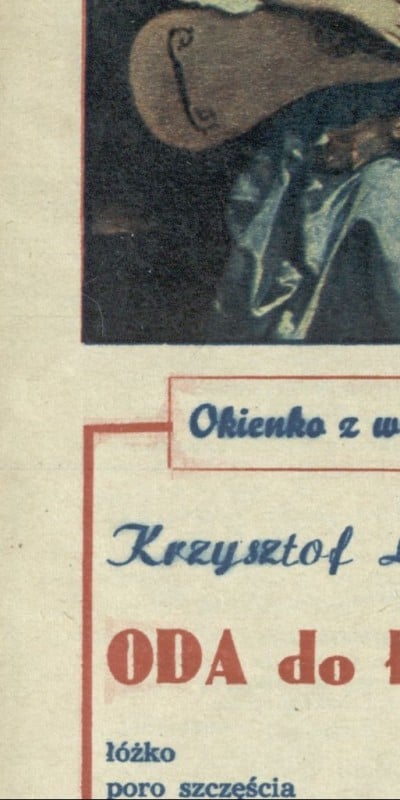 Okienko z w
Krzysztof
ODA do
łóżko
poro szczęścia